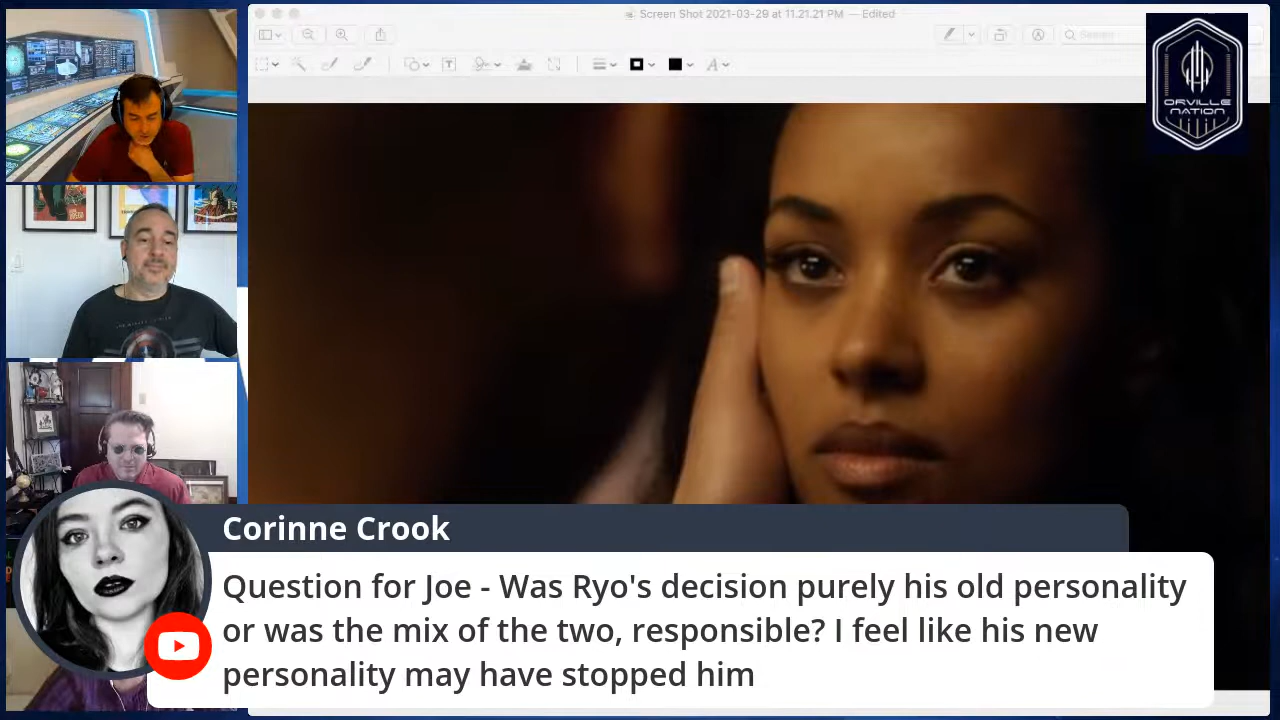 Screen Shot 2021-03-29 at 11.21.21 PM — Edited
Search
ORVILLE
NATION
Corinne Crook
Question for Joe - Was Ryo's decision purely his old personality
or was the mix of the two, responsible? I feel like his new
personality may have stopped him